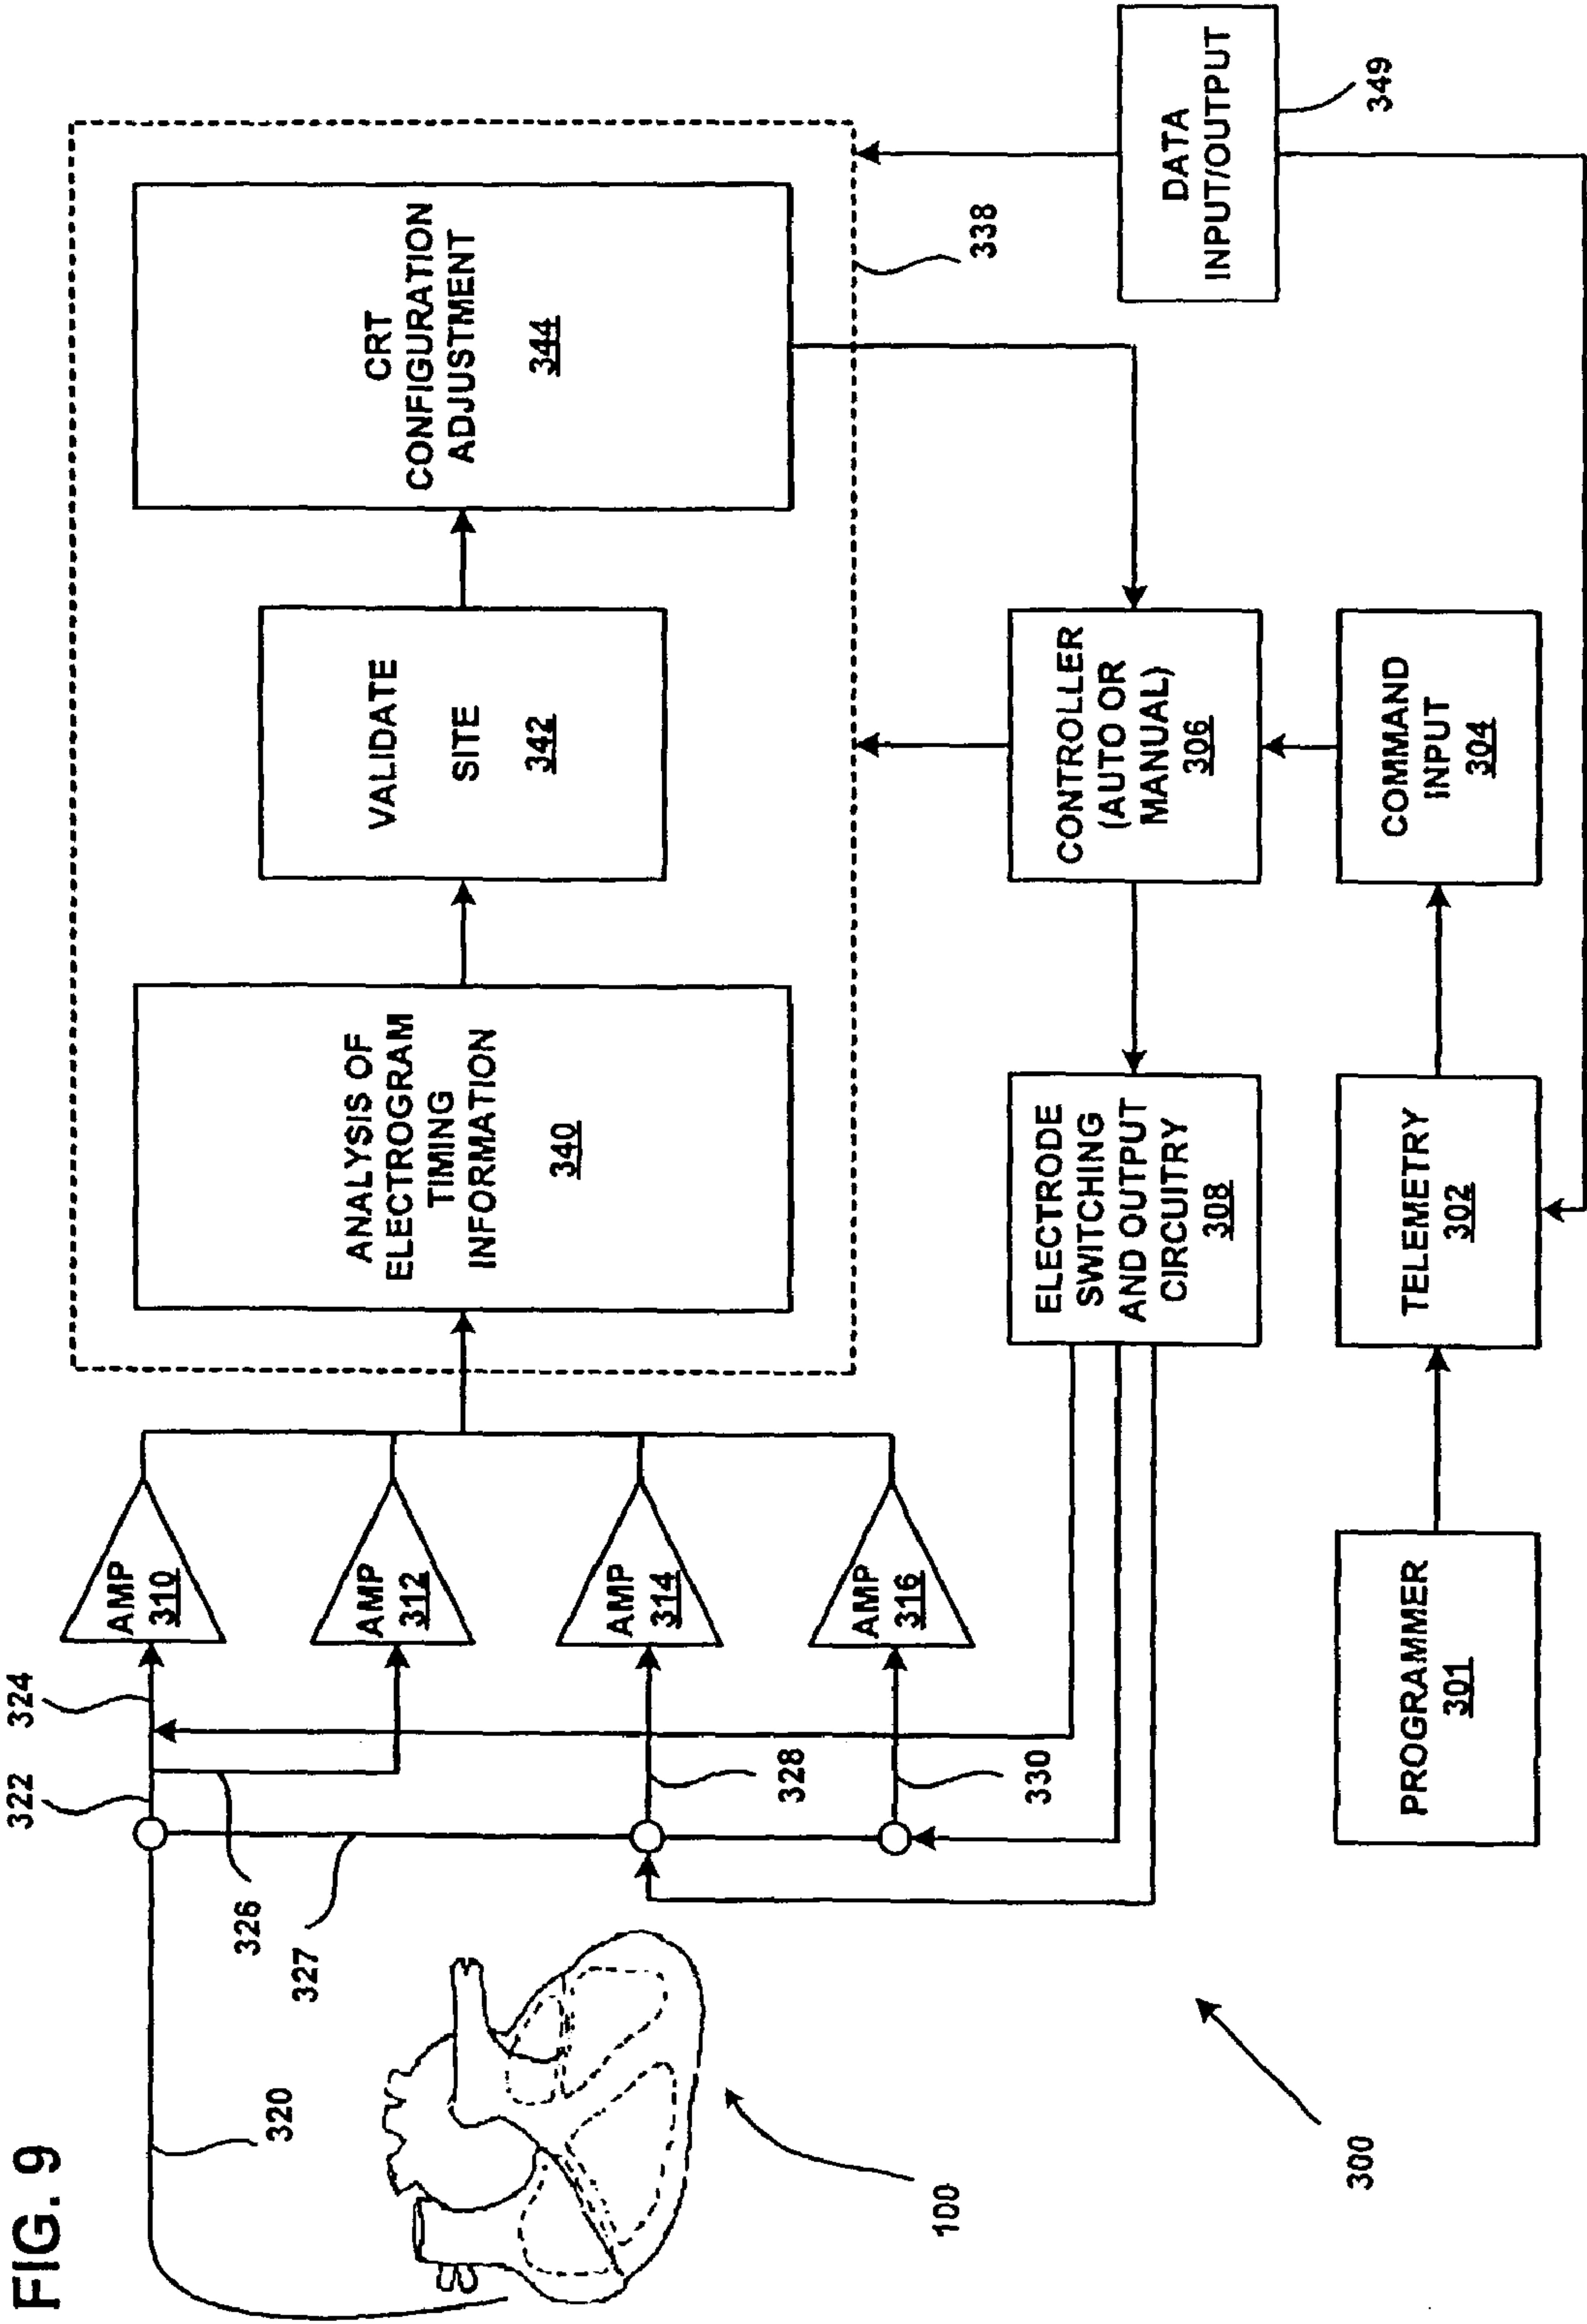 FIG. 9
320
322
324
326
327
328
330
AMP
310
AMP
312
AMP
314
AMP
316
ANALYSIS OF
ELECTROGRAM
TIMING
INFORMATION
340
VALIDATE
SITE
342
CRT
CONFIGURATION
ADJUSTMENT
344
338
100
300
ELECTRODE
SWITCHING
AND OUTPUT
CIRCUITRY
308
CONTROLLER
(AUTO OR
MANUAL)
306
DATA
INPUT/OUTPUT
349
PROGRAMMER
301
TELEMETRY
302
COMMAND
INPUT
304